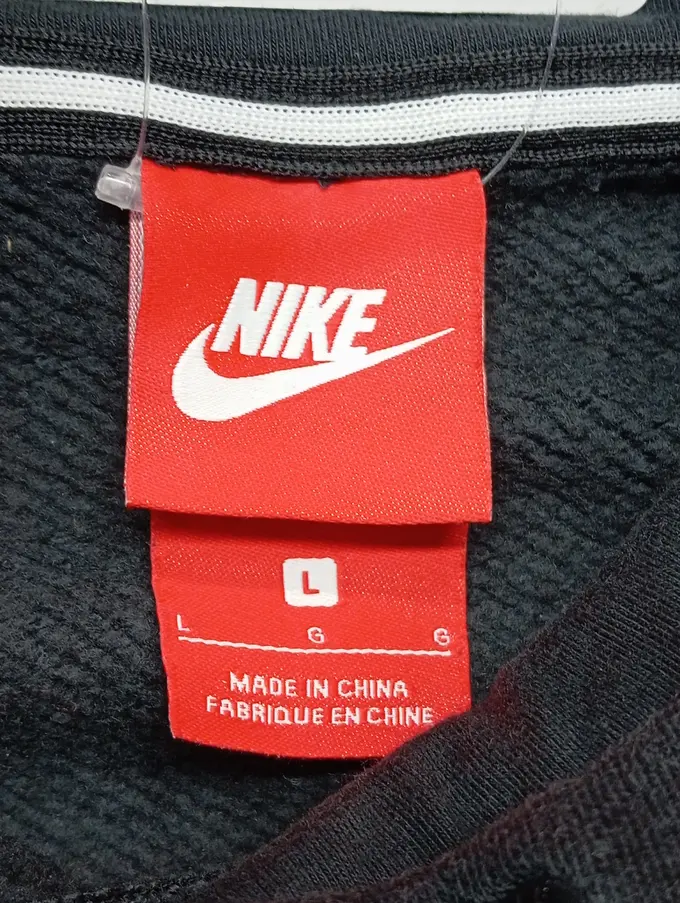 NIKE
L
L G G
MADE IN CHINA
FABRIQUE EN CHINE